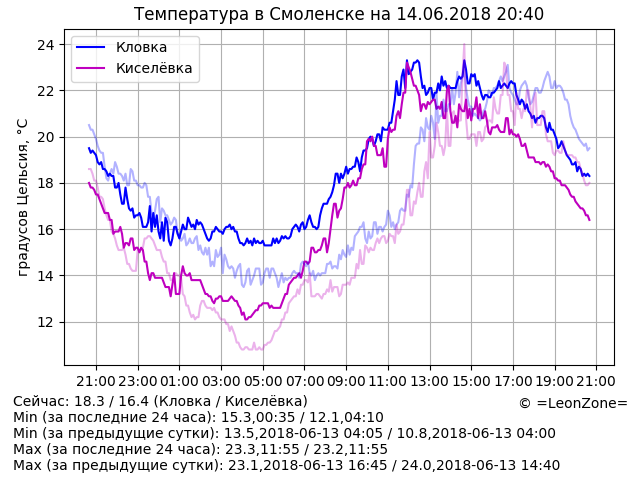 Температура в Смоленске на 14.06.2018 20:40
Кловка
Киселёвка
градусов Цельсия, °C
24
22
20
18
16
14
12
21:00 23:00 01:00 03:00 05:00 07:00 09:00 11:00 13:00 15:00 17:00 19:00 21:00
Сейчас: 18.3 / 16.4 (Кловка / Киселёвка)
© =LeonZone=
Min (за последние 24 часа): 15.3,00:35 / 12.1,04:10
Min (за предыдущие сутки): 13.5,2018-06-13 04:05 / 10.8,2018-06-13 04:00
Max (за последние 24 часа): 23.3,11:55 / 23.2,11:55
Max (за предыдущие сутки): 23.1,2018-06-13 16:45 / 24.0,2018-06-13 14:40